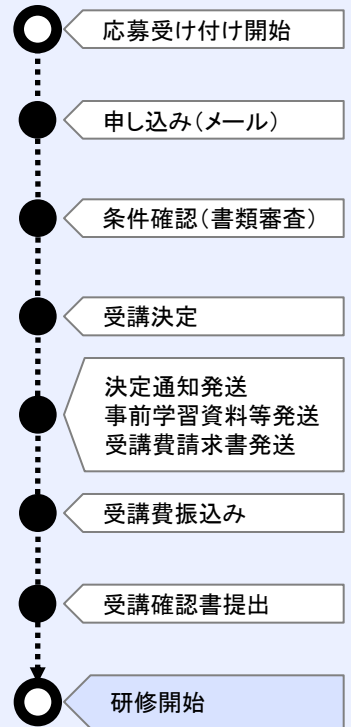 応募受け付け開始
申し込み（メール）
条件確認（書類審査）
受講決定
決定通知発送
事前学習資料等発送
受講費請求書発送
受講費振込み
受講確認書提出
研修開始